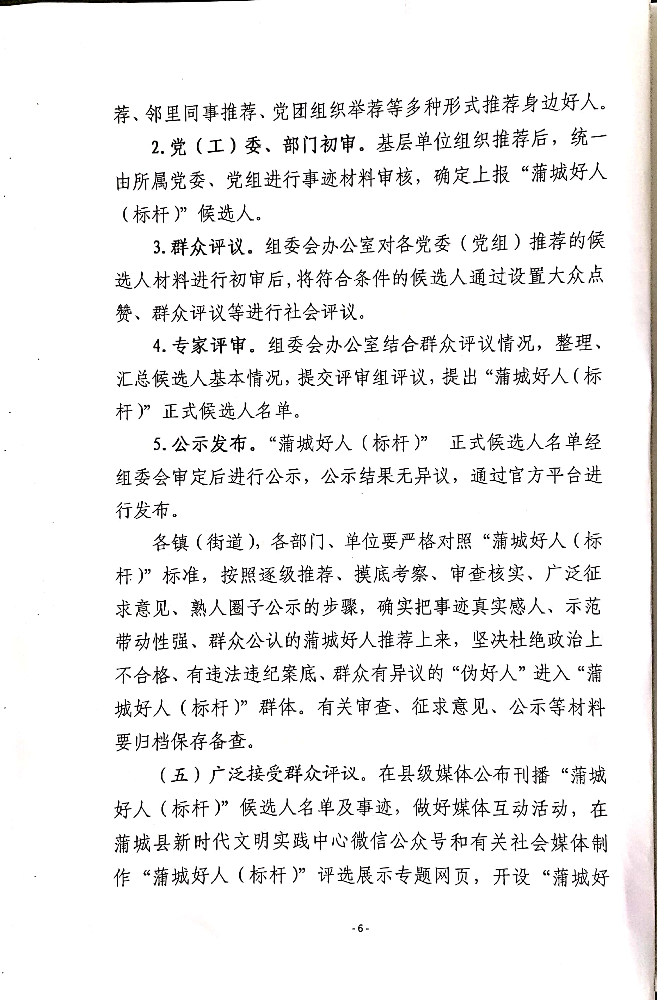 荐、邻里同事推荐、党团组织举荐等多种形式推荐身边好人。
2.党（工）委、部门初审。基层单位组织推荐后，统一
由所属党委、党组进行事迹材料审核，确定上报“蒲城好人
（标杆）”候选人。
3.群众评议。组委会办公室对各党委（党组）推荐的候
选人材料进行初审后,将符合条件的候选人通过设置大众点
赞、群众评议等进行社会评议。
4.专家评审。组委会办公室结合群众评议情况，整理、
汇总候选人基本情况，提交评审组评议，提出“蒲城好人（标
杆）”正式候选人名单。
5.公示发布。“蒲城好人（标杆）” 正式候选人名单经
组委会审定后进行公示，公示结果无异议，通过官方平台进
行发布。
各镇（街道），各部门、单位要严格对照“蒲城好人（标
杆）”标准，按照逐级推荐、摸底考察、审查核实、广泛征
求意见、熟人圈子公示的步骤，确实把事迹真实感人、示范
带动性强、群众公认的蒲城好人推荐上来，坚决杜绝政治上
不合格、有违法违纪案底、群众有异议的“伪好人”进入“蒲
城好人（标杆）”群体。有关审查、征求意见、公示等材料
要归档保存备查。
（五）广泛接受群众评议。在县级媒体公布刊播“蒲城
好人（标杆）”候选人名单及事迹，做好媒体互动活动，在
蒲城县新时代文明实践中心微信公众号和有关社会媒体制
作“蒲城好人（标杆）”评选展示专题网页，开设“蒲城好
-6-